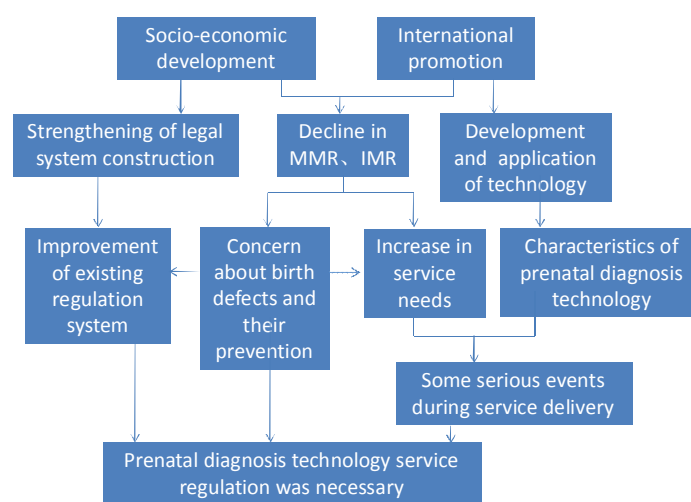 Socio-economic
development
International
promotion
Strengthening of legal
system construction
Decline in
MMR、IMR
Development
and application
of technology
Improvement
of existing
regulation
system
Concern
about birth
defects and
their
prevention
Increase in
service
needs
Characteristics of
prenatal diagnosis
technology
Some serious events
during service delivery
Prenatal diagnosis technology service
regulation was necessary